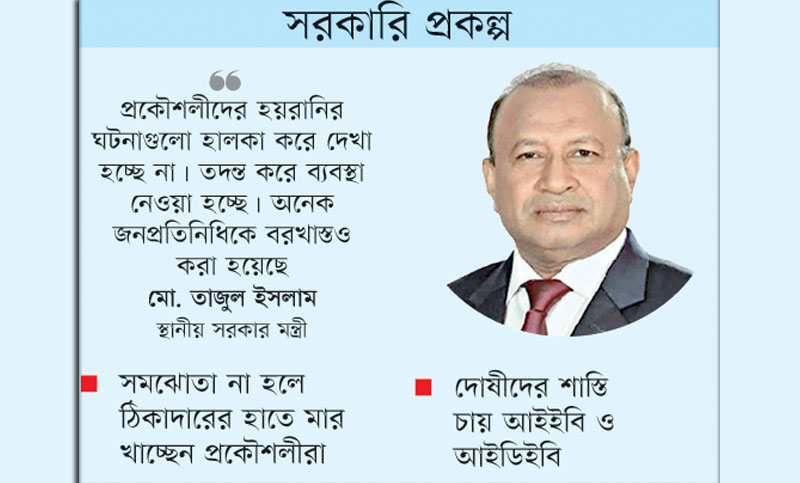 সরকারি প্রকল্প
❝
প্রকৌশলীদের হয়রানির
ঘটনাগুলো হালকা করে দেখা
হচ্ছে না। তদন্ত করে ব্যবস্থা
নেওয়া হচ্ছে। অনেক
জনপ্রতিনিধিকে বরখাস্তও
করা হয়েছে
মো. তাজুল ইসলাম
স্থানীয় সরকার মন্ত্রী
সমঝোতা না হলে
ঠিকাদারের হাতে মার
খাচ্ছেন প্রকৌশলীরা
দোষীদের শাস্তি
চায় আইইবি ও
আইডিইবি